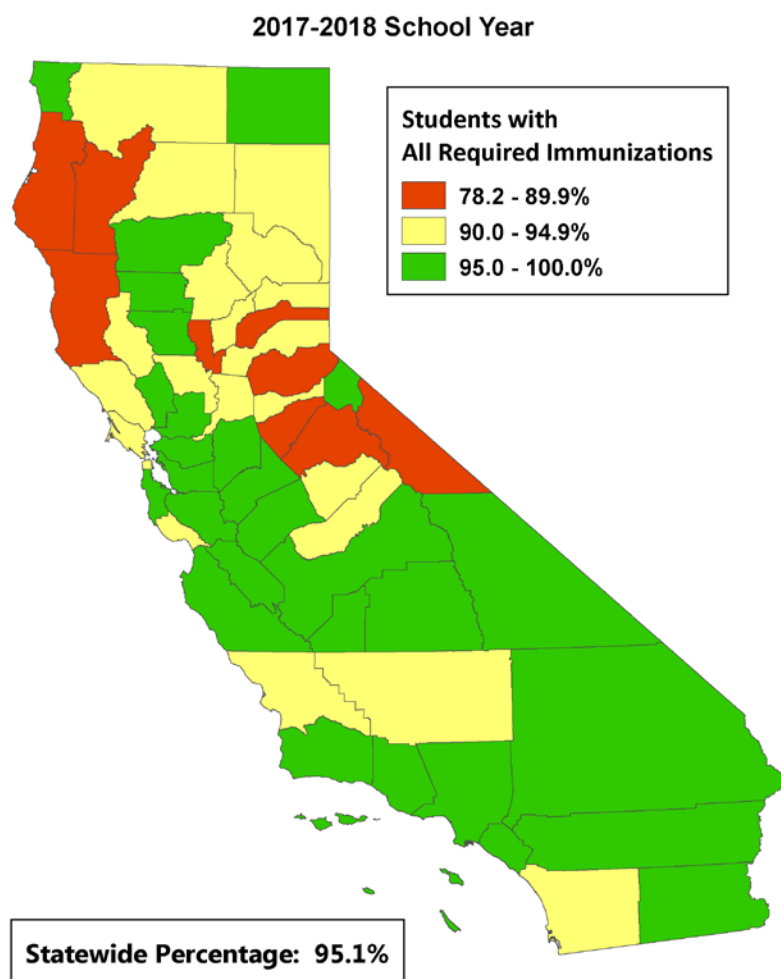 2017-2018 School Year
Students with
All Required Immunizations
78.2 - 89.9%
90.0 - 94.9%
95.0 - 100.0%
Statewide Percentage: 95.1%